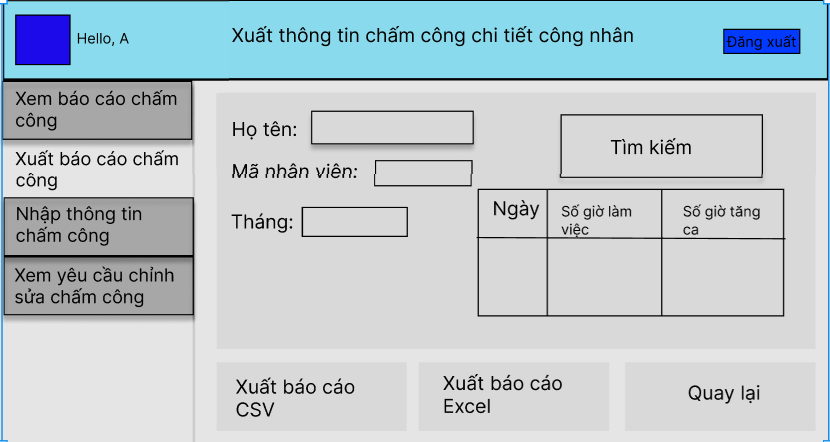 Hello, A
Xuất thông tin chấm công chi tiết công nhân
Đăng xuất
Xem báo cáo chấm
công
Xuất báo cáo chấm
công
Nhập thông tin
chấm công
Xem yêu cầu chỉnh
sửa chấm công
Họ tên:
Mã nhân viên:
Tháng:
Tìm kiếm
Ngày
Số giờ làm
việc
Số giờ tăng
ca
Xuất báo cáo
CSV
Xuất báo cáo
Excel
Quay lại